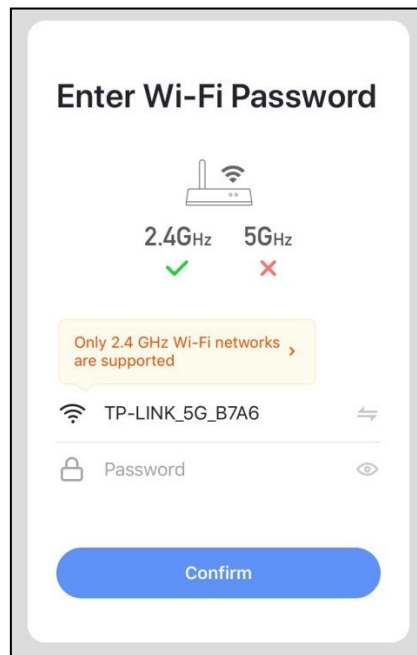 Enter Wi-Fi Password
2.4GHz 5GHz
Only 2.4 GHz Wi-Fi networks
are supported
TP-LINK_5G_B7A6
Password
Confirm